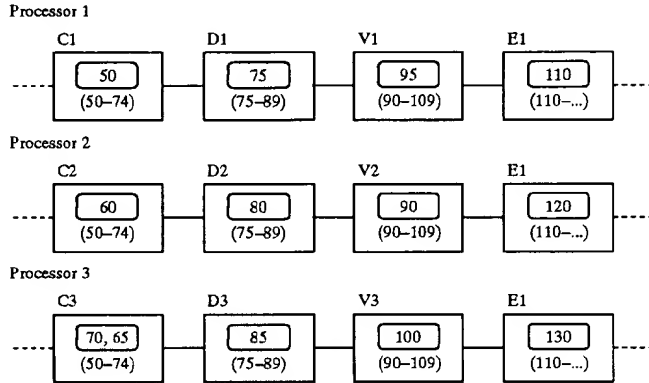 Processor 1
C1 D1 V1 E1
50 75 95 110
(50–74) (75–89) (90–109) (110–...)
Processor 2
C2 D2 V2 E1
60 80 90 120
(50–74) (75–89) (90–109) (110–...)
Processor 3
C3 D3 V3 E1
70, 65 85 100 130
(50–74) (75–89) (90–109) (110–...)